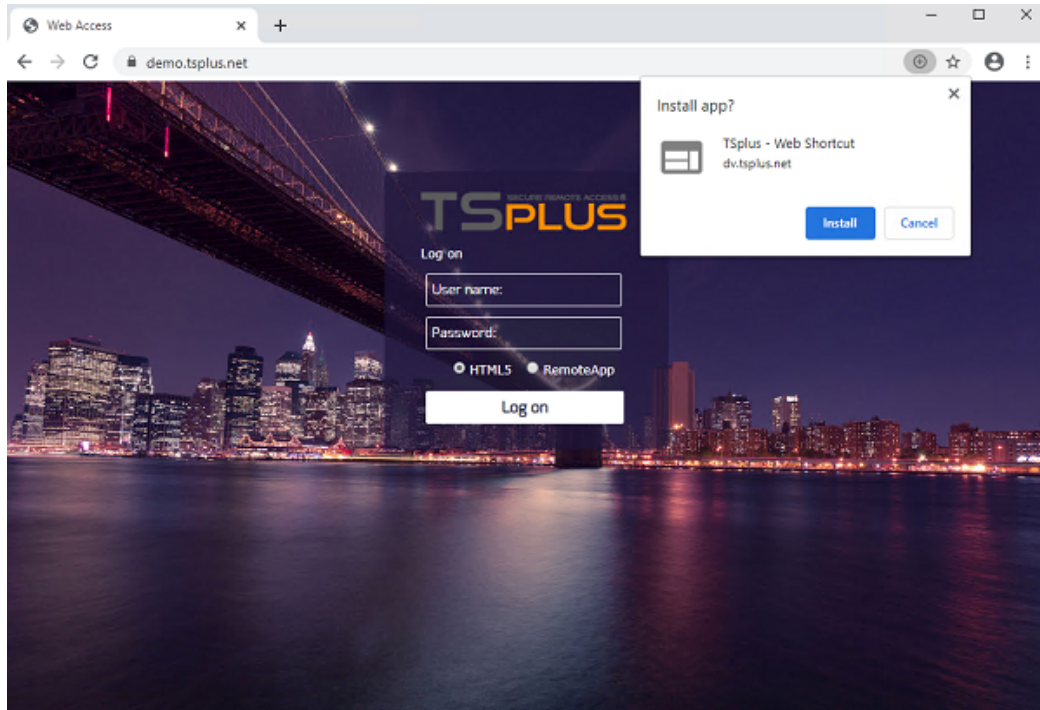 Web Access
demo.tsplus.net
Install app?
TSplus - Web Shortcut
dv.tsplus.net
Install Cancel
SECURE REMOTE ACCESS
TSPLUS
Log on
User name:
Password:
HTML5 RemoteApp
Log on